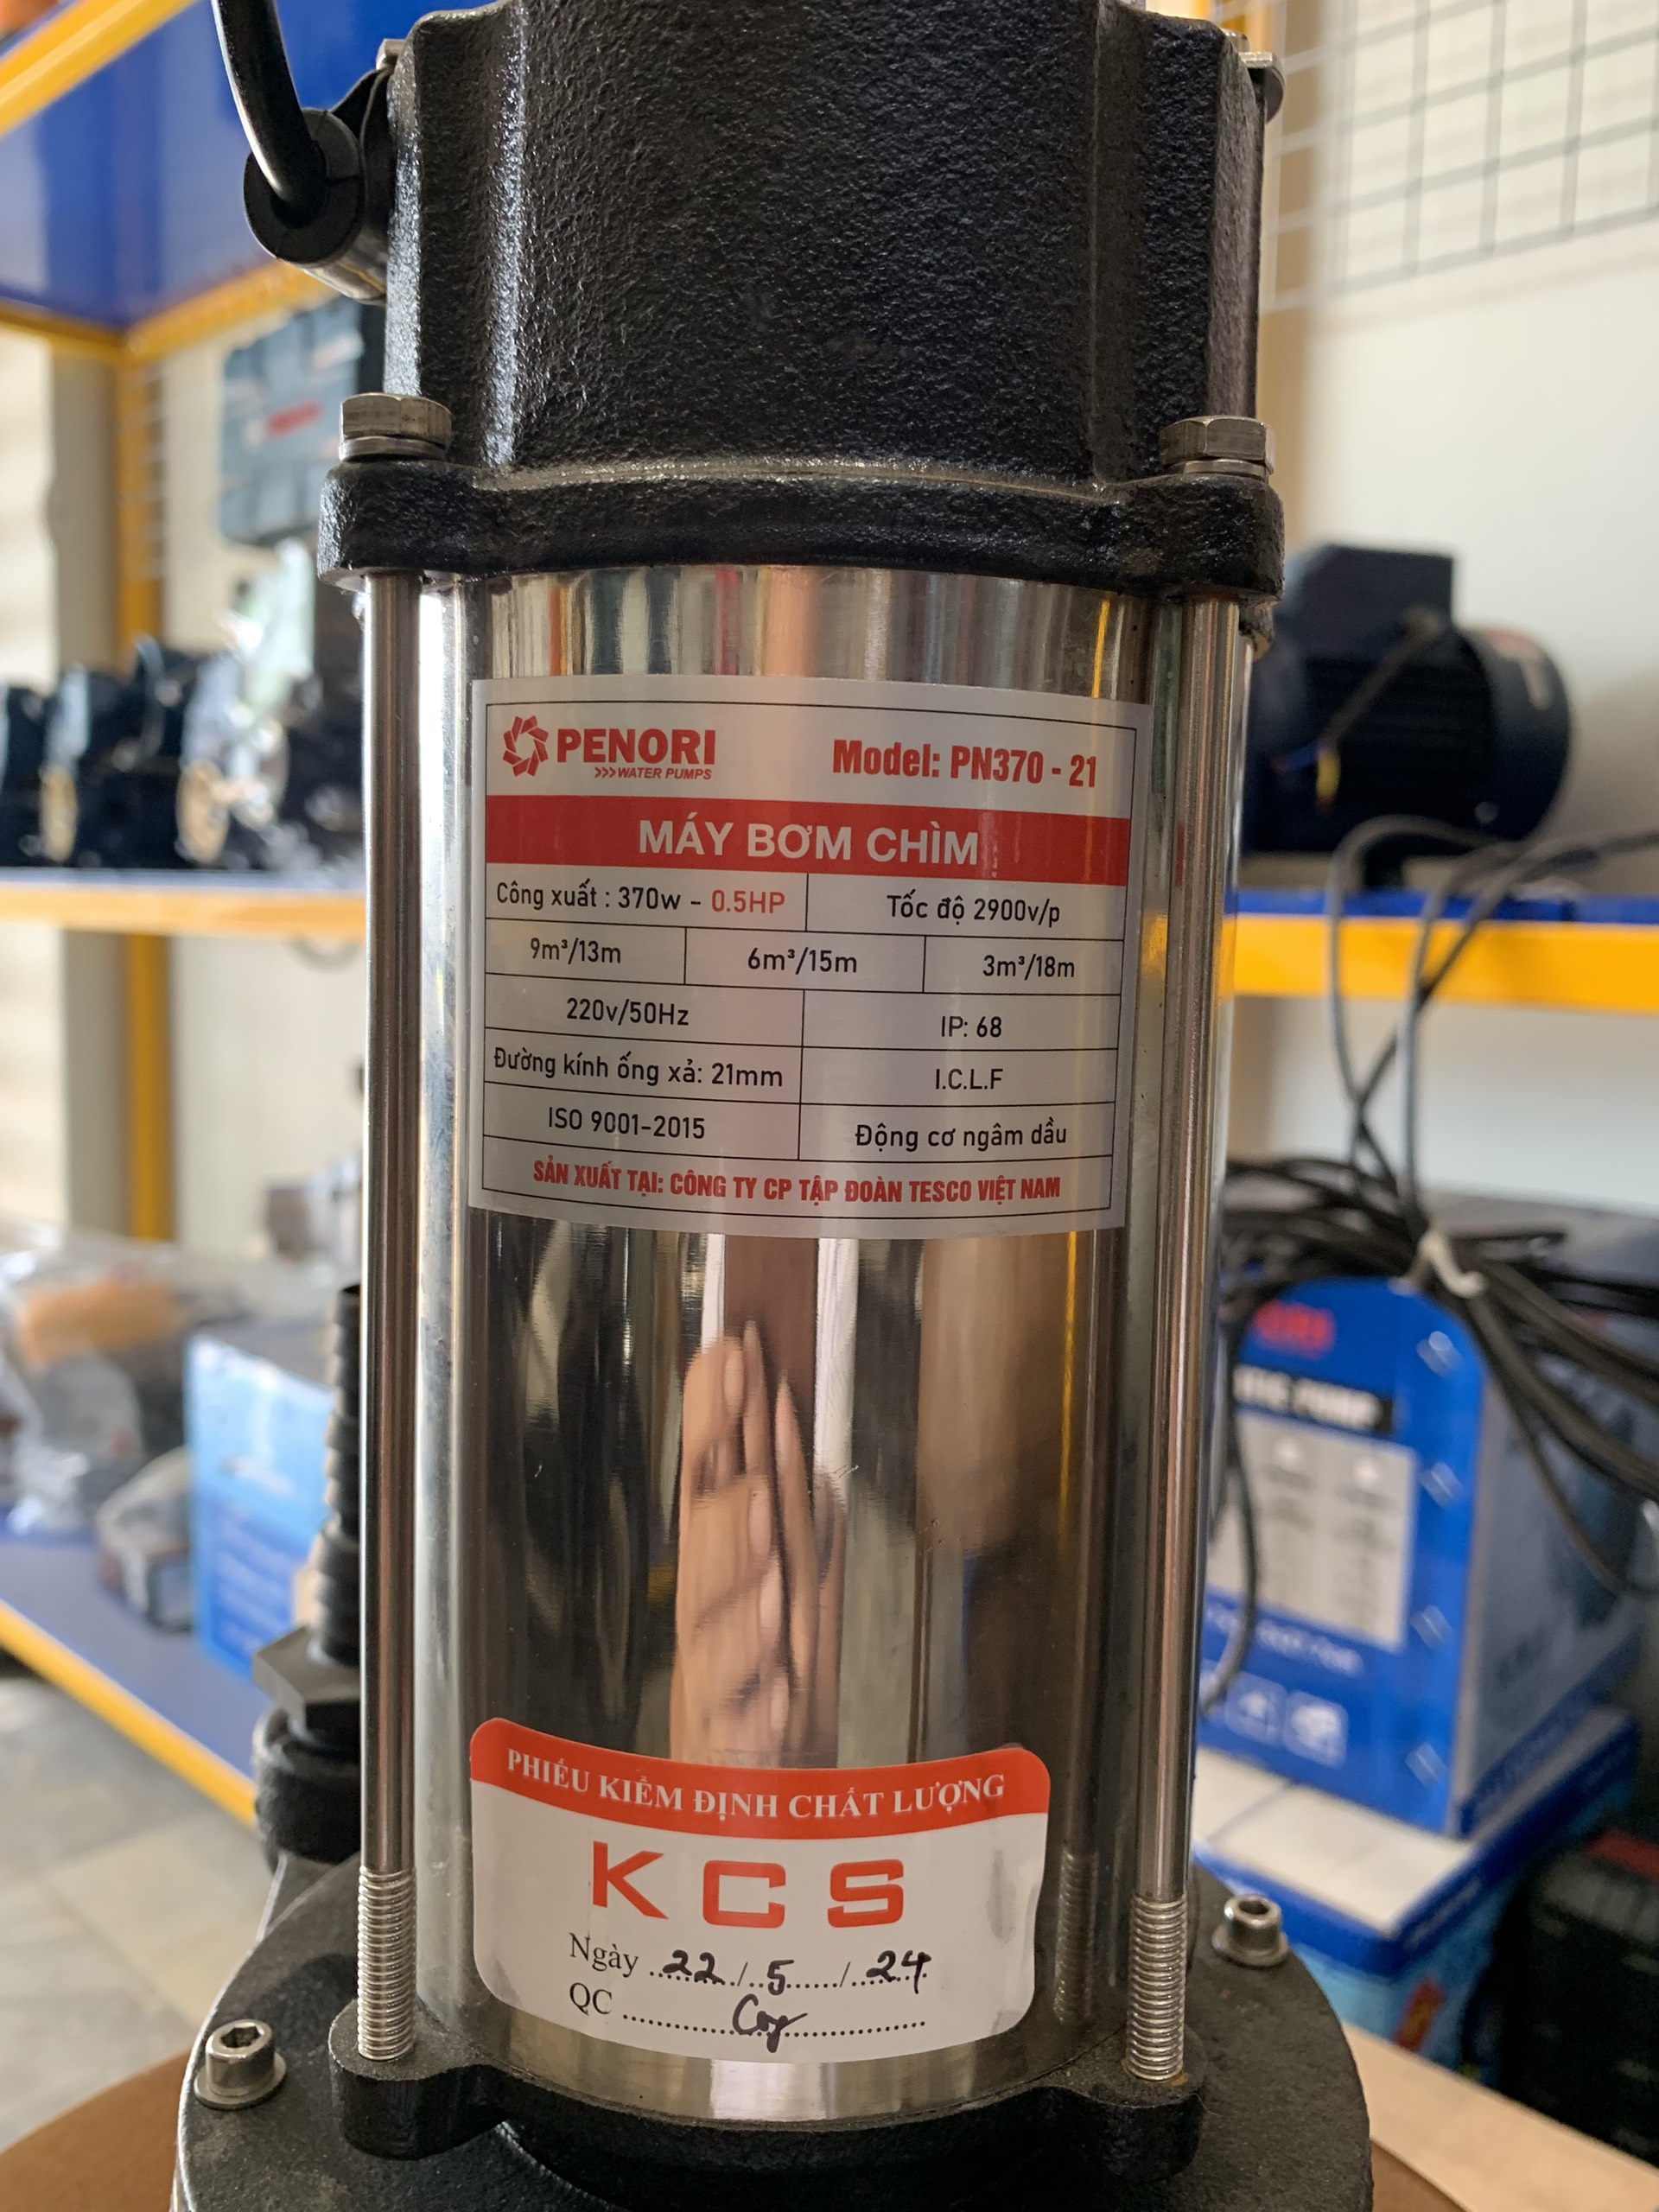 PENORI
>>>WATER PUMPS
Model: PN370 - 21
MÁY BƠM CHÌM
Công xuất : 370w - 0.5HP
Tốc độ 2900v/p
9m³/13m
6m³/15m
3m³/18m
220v/50Hz
IP: 68
Đường kính ống xả: 21mm
I.C.L.F
ISO 9001-2015
Động cơ ngâm dầu
SẢN XUẤT TẠI: CÔNG TY CP TẬP ĐOÀN TESCO VIỆT NAM
PHIẾU KIỂM ĐỊNH CHẤT LƯỢNG
KCS
Ngày 22/5/24
QC